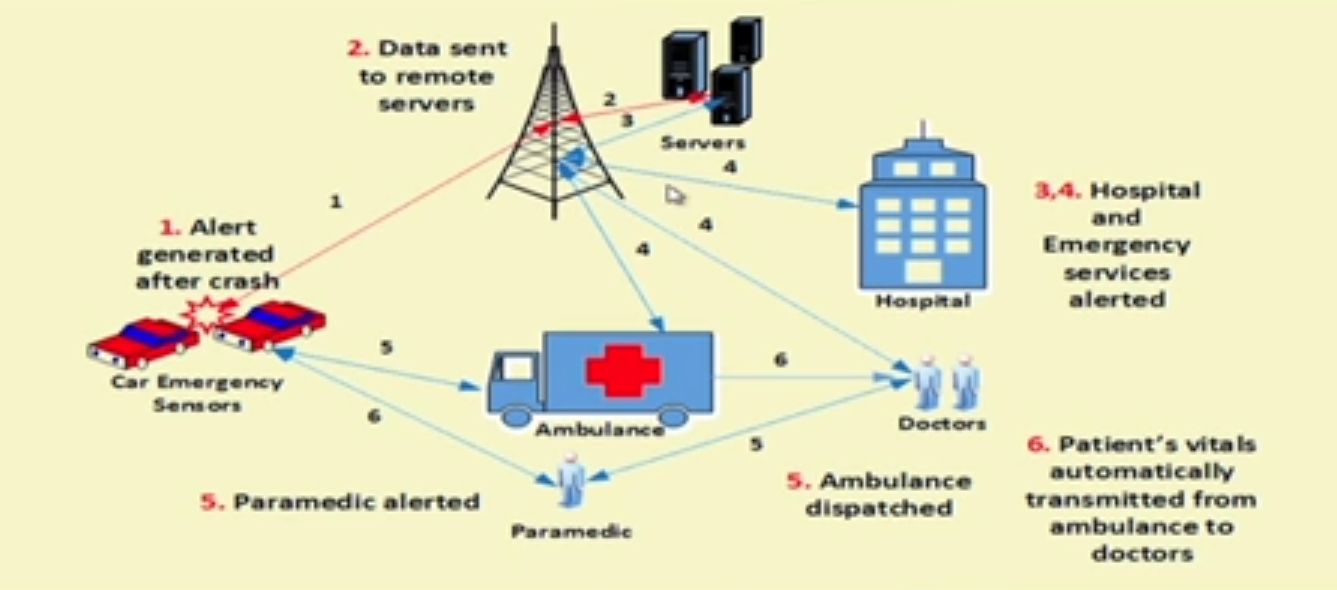 2. Data sent
to remote
servers
2
3
Servers
4
1
4
4
3,4. Hospital
and
Emergency
services
alerted
Hospital
1. Alert
generated
after crash
Car Emergency
Sensors
5
6
Ambulance
6
5
Doctors
5. Paramedic alerted
Paramedic
5. Ambulance
dispatched
6. Patient's vitals
automatically
transmitted from
ambulance to
doctors